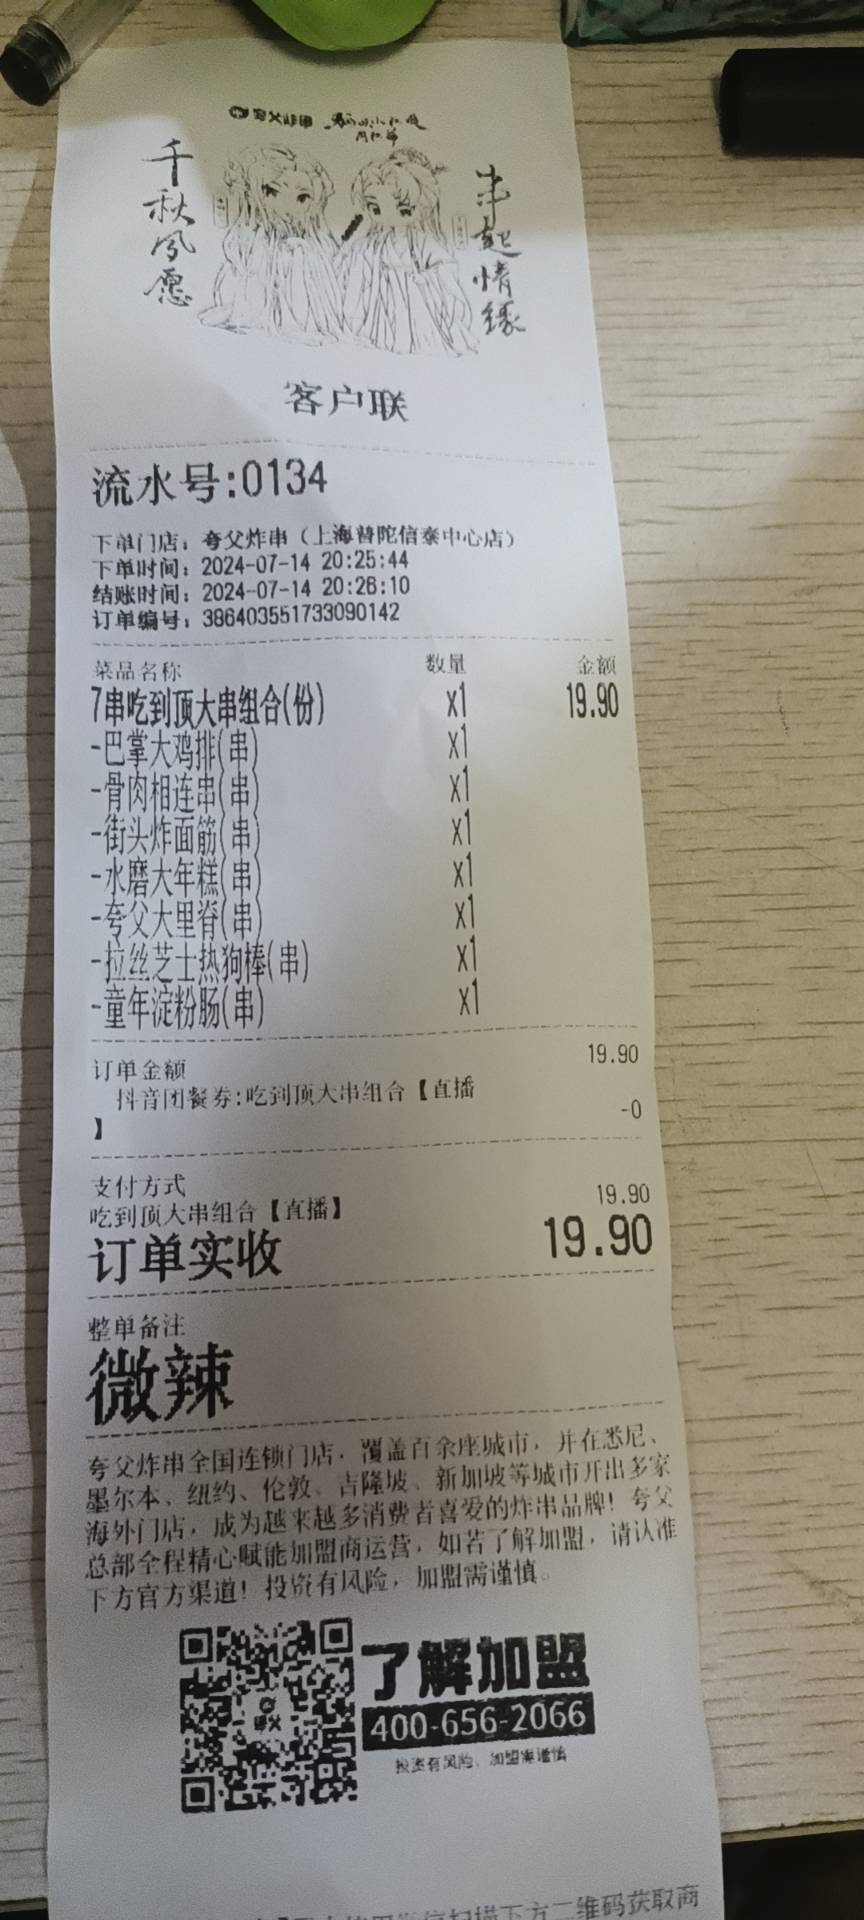 夸父炸串
千秋风愿
串起情缘
客户联
流水号:0134
下单门店：夸父炸串（上海普陀信泰中心店）
下单时间：2024-07-14 20:25:44
结账时间：2024-07-14 20:26:10
订单编号：386403551733090142
菜品名称 数量 金额
7串吃到顶大串组合(份) x1 19.90
-巴掌大鸡排(串) x1
-骨肉相连串(串) x1
-街头炸面筋(串) x1
-水磨大年糕(串) x1
-夸父大里脊(串) x1
-拉丝芝士热狗棒(串) x1
-童年淀粉肠(串) x1
订单金额 19.90
抖音团餐券:吃到顶大串组合【直播
】 -0
支付方式
吃到顶大串组合【直播】 19.90
订单实收 19.90
整单备注
微辣
夸父炸串全国连锁门店，覆盖百余座城市，并在悉尼、
墨尔本、纽约、伦敦、吉隆坡、新加坡等城市开出多家
海外门店，成为越来越多消费者喜爱的炸串品牌！夸父
总部全程精心赋能加盟商运营，如若了解加盟，请认准
下方官方渠道！投资有风险，加盟需谨慎。
了解加盟
400-656-2066
投资有风险，加盟需谨慎
扫描下方二维码获取商